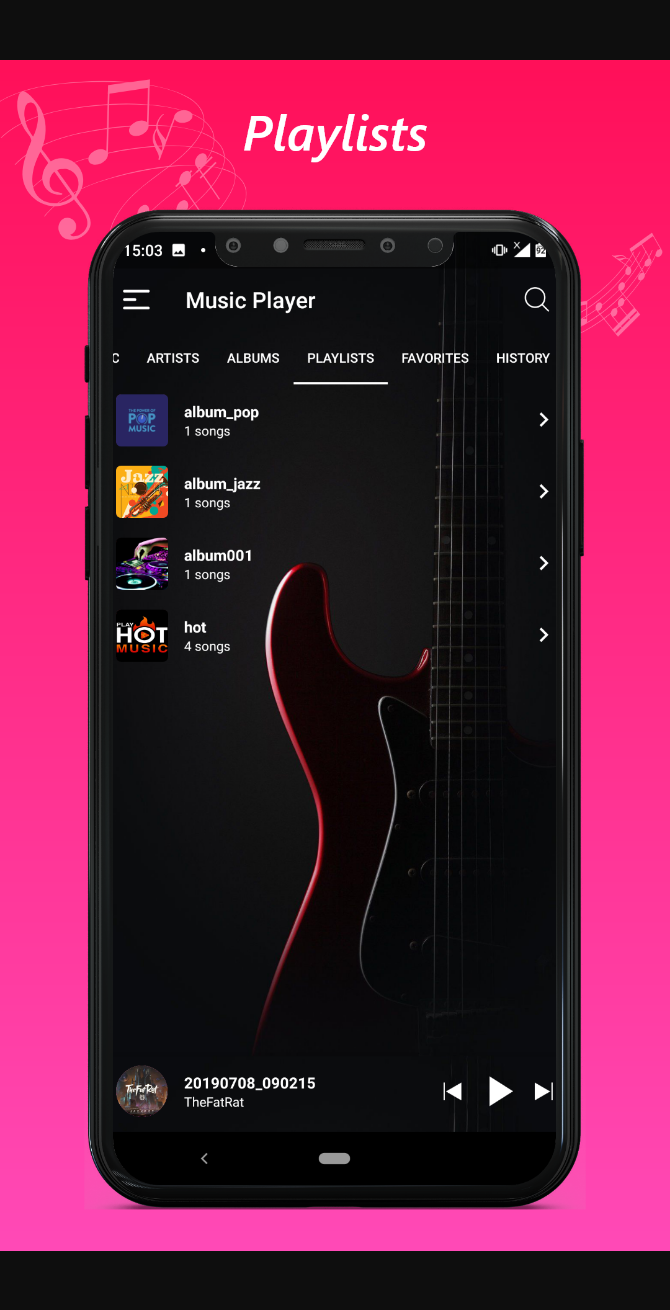 Playlists
15:03
92
Music Player
C ARTISTS ALBUMS PLAYLISTS FAVORITES HISTORY
THE POWER OF
POP
MUSIC
album_pop
1 songs
Jazz
album_jazz
1 songs
album001
1 songs
PLAY
HOT
MUSIC
hot
4 songs
TheFatRat
20190708_090215
TheFatRat